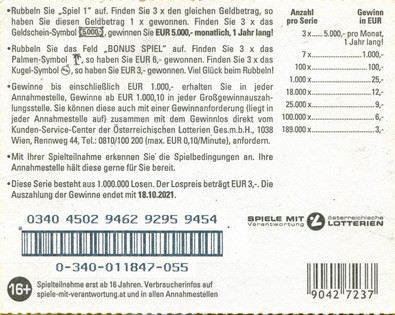 •Rubbeln Sie "Spiel 1" auf. Finden Sie 3 x den gleichen Geldbetrag, so
haben Sie diesen Geldbetrag 1 x gewonnen. Finden Sie 3 x das
Geldschein-Symbol 5.000, gewinnen Sie EUR 5.000,- monatlich, 1 Jahr lang!
•Rubbeln Sie das Feld „BONUS SPIEL" auf. Finden Sie 3 x das
Palmen-Symbol, so haben Sie EUR 6,- gewonnen. Finden Sie 3 x das
Kugel-Symbol, so haben Sie EUR 3,- gewonnen. Viel Glück beim Rubbeln!
•Gewinne bis einschließlich EUR 1.000,- erhalten Sie in jeder
Annahmestelle, Gewinne ab EUR 1.000,10 in jeder Großgewinnauszah-
lungsstelle. Sie können diese auch mit einer Gewinnanforderung (liegt in
jeder Annahmestelle auf) zusammen mit dem Gewinnlos direkt vom
Kunden-Service-Center der Österreichischen Lotterien Ges.m.b.H., 1038
Wien, Rennweg 44, Tel.: 0810/100 200 (max. EUR 0,10/Minute), anfordern.
•Mit Ihrer Spielteilnahme erkennen Sie die Spielbedingungen an. Ihre
Annahmestelle hält diese gerne für Sie bereit.
•Diese Serie besteht aus 1.000.000 Losen. Der Lospreis beträgt EUR 3,-. Die
Auszahlung der Gewinne endet mit 18.10.2021.
Anzahl pro Serie Gewinn in EUR
3 x 5.000,- pro Monat, 1 Jahr lang!
7 x 1.000,-
100 x 100,-
1.000 x 25,-
18.000 x 12,-
25.000 x 9,-
100.000 x 6,-
189.000 x 3,-
0340 4502 9462 9295 9454
0-340-011847-055
SPIELE MIT Verantwortung
österreichische LOTTERIEN
16+
Spielteilnahme erst ab 16 Jahren. Verbraucherinfos auf
spiele-mit-verantwortung.at und in allen Annahmestellen
9042 7237